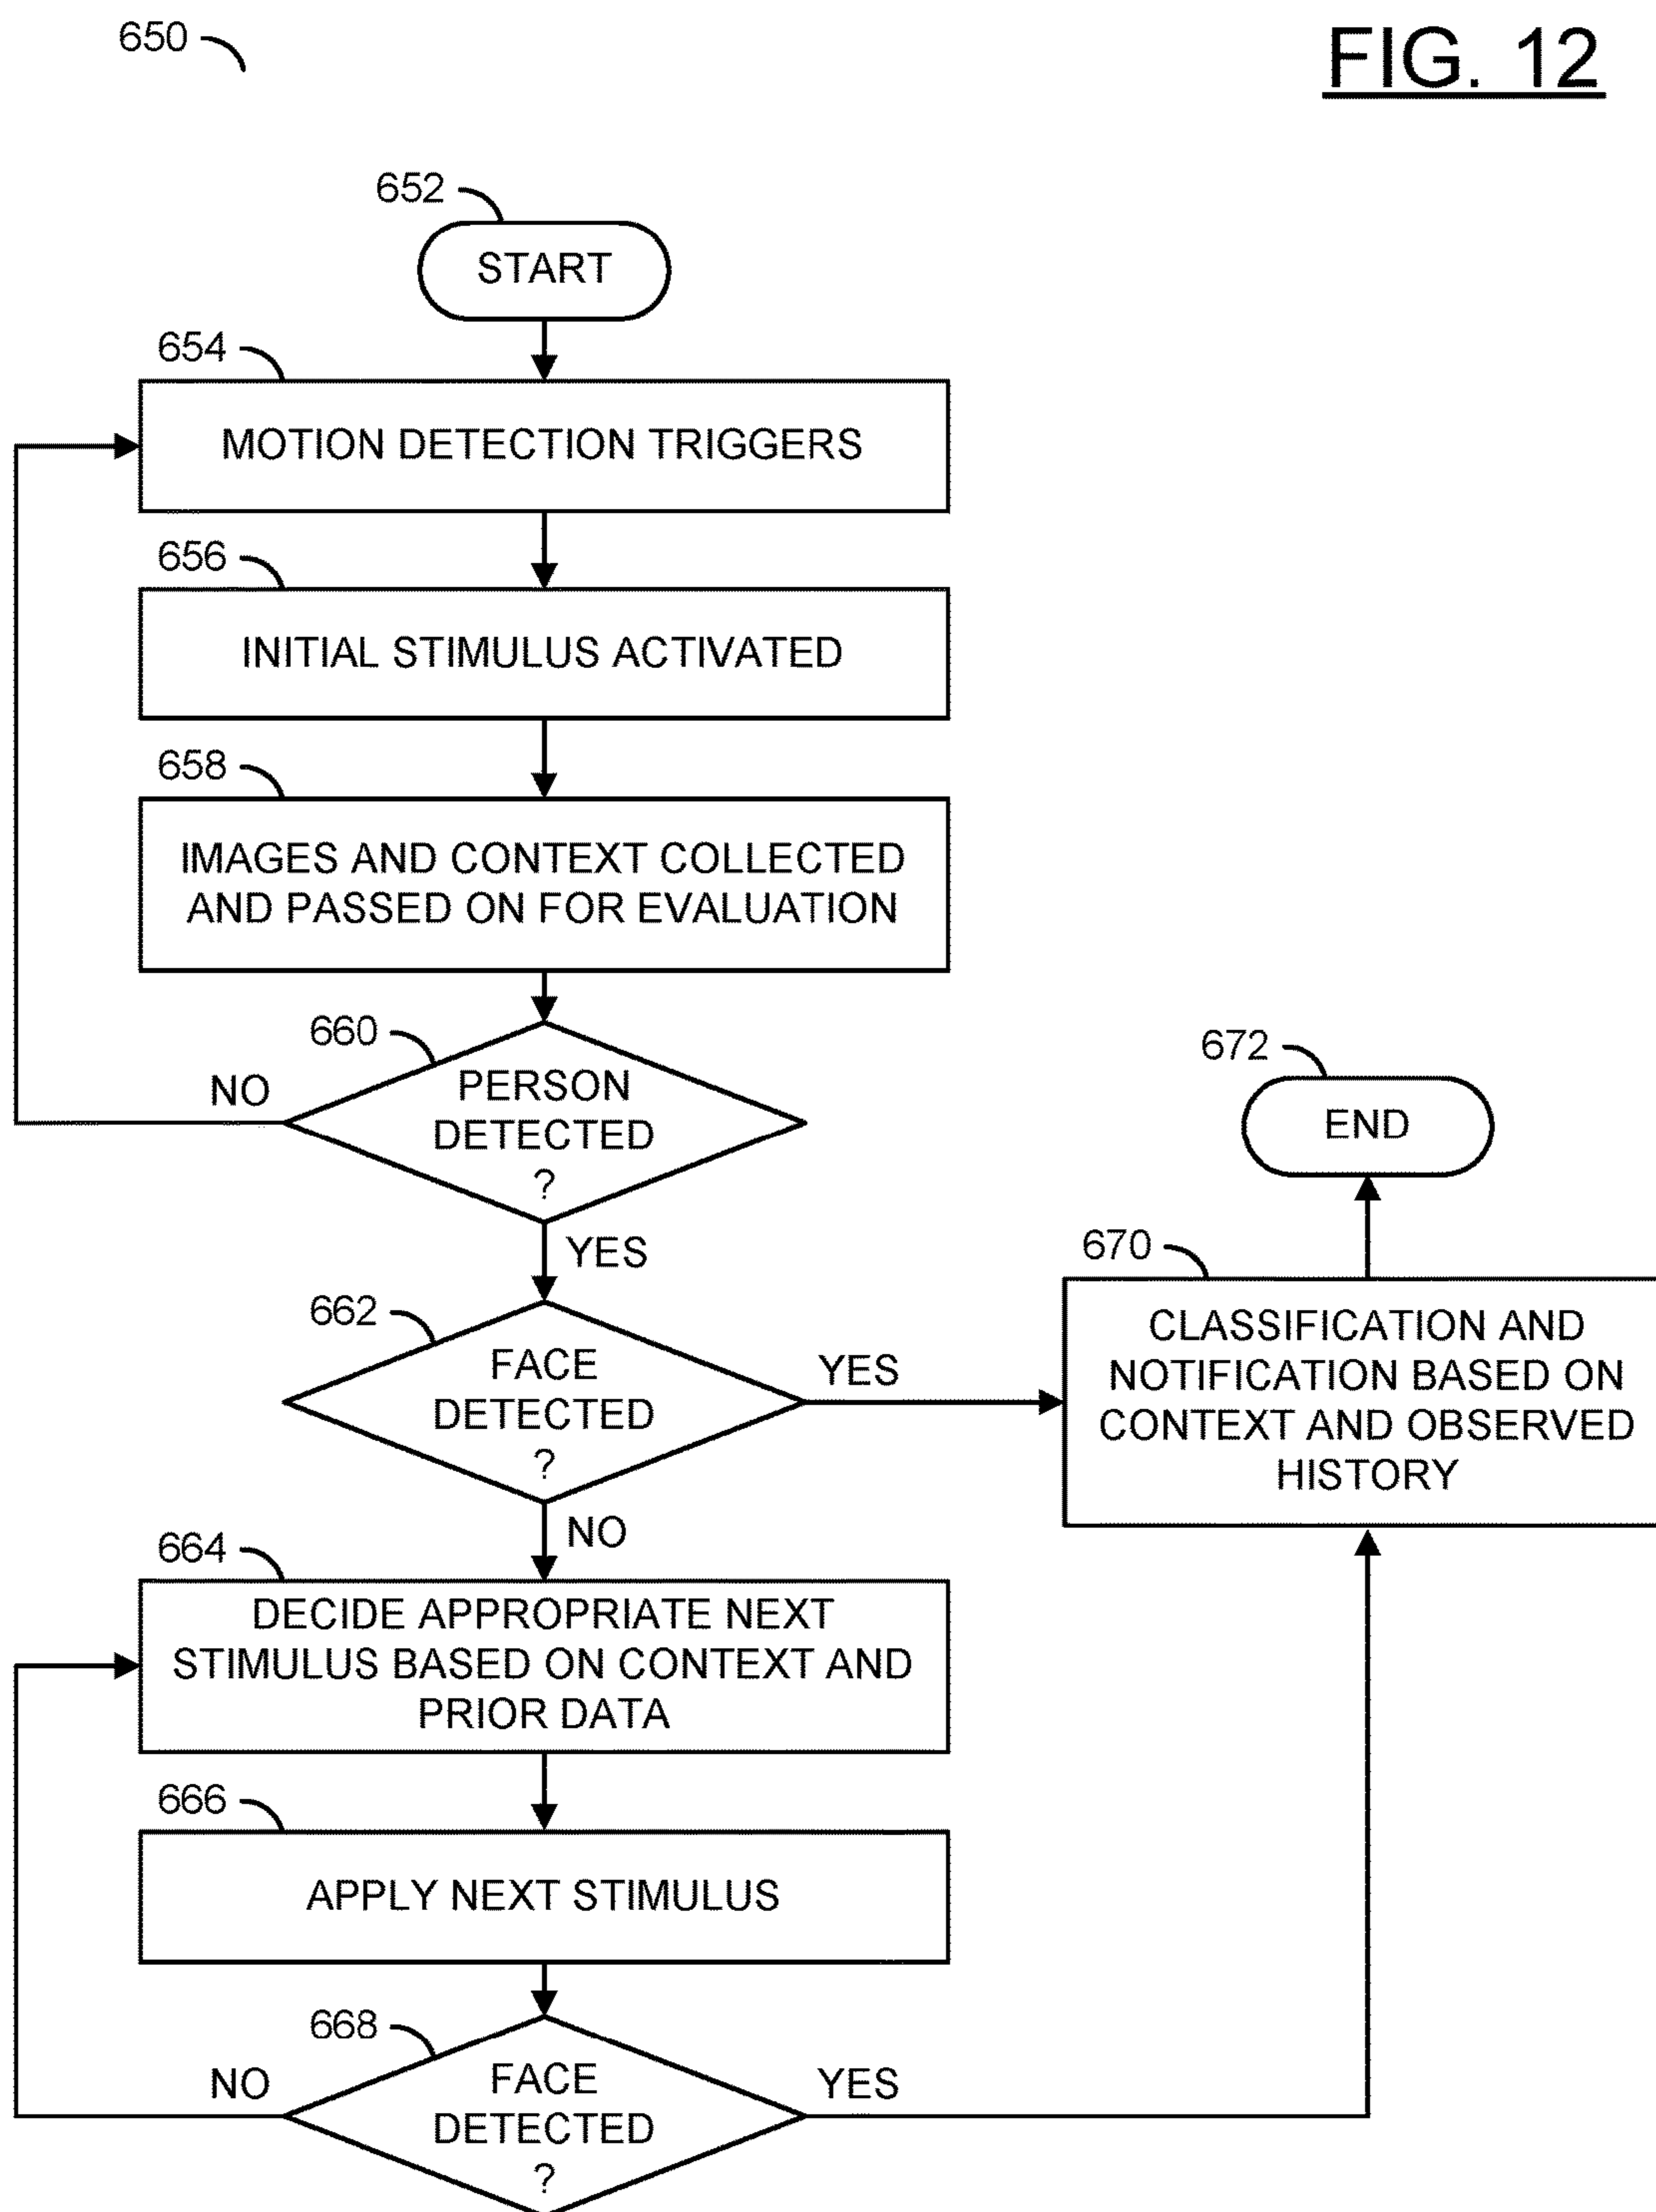 650
FIG. 12
652
START
654
MOTION DETECTION TRIGGERS
656
INITIAL STIMULUS ACTIVATED
658
IMAGES AND CONTEXT COLLECTED
AND PASSED ON FOR EVALUATION
660
PERSON
DETECTED
?
NO
YES
662
FACE
DETECTED
?
YES
NO
664
DECIDE APPROPRIATE NEXT
STIMULUS BASED ON CONTEXT AND
PRIOR DATA
666
APPLY NEXT STIMULUS
668
FACE
DETECTED
?
NO
YES
670
CLASSIFICATION AND
NOTIFICATION BASED ON
CONTEXT AND OBSERVED
HISTORY
672
END